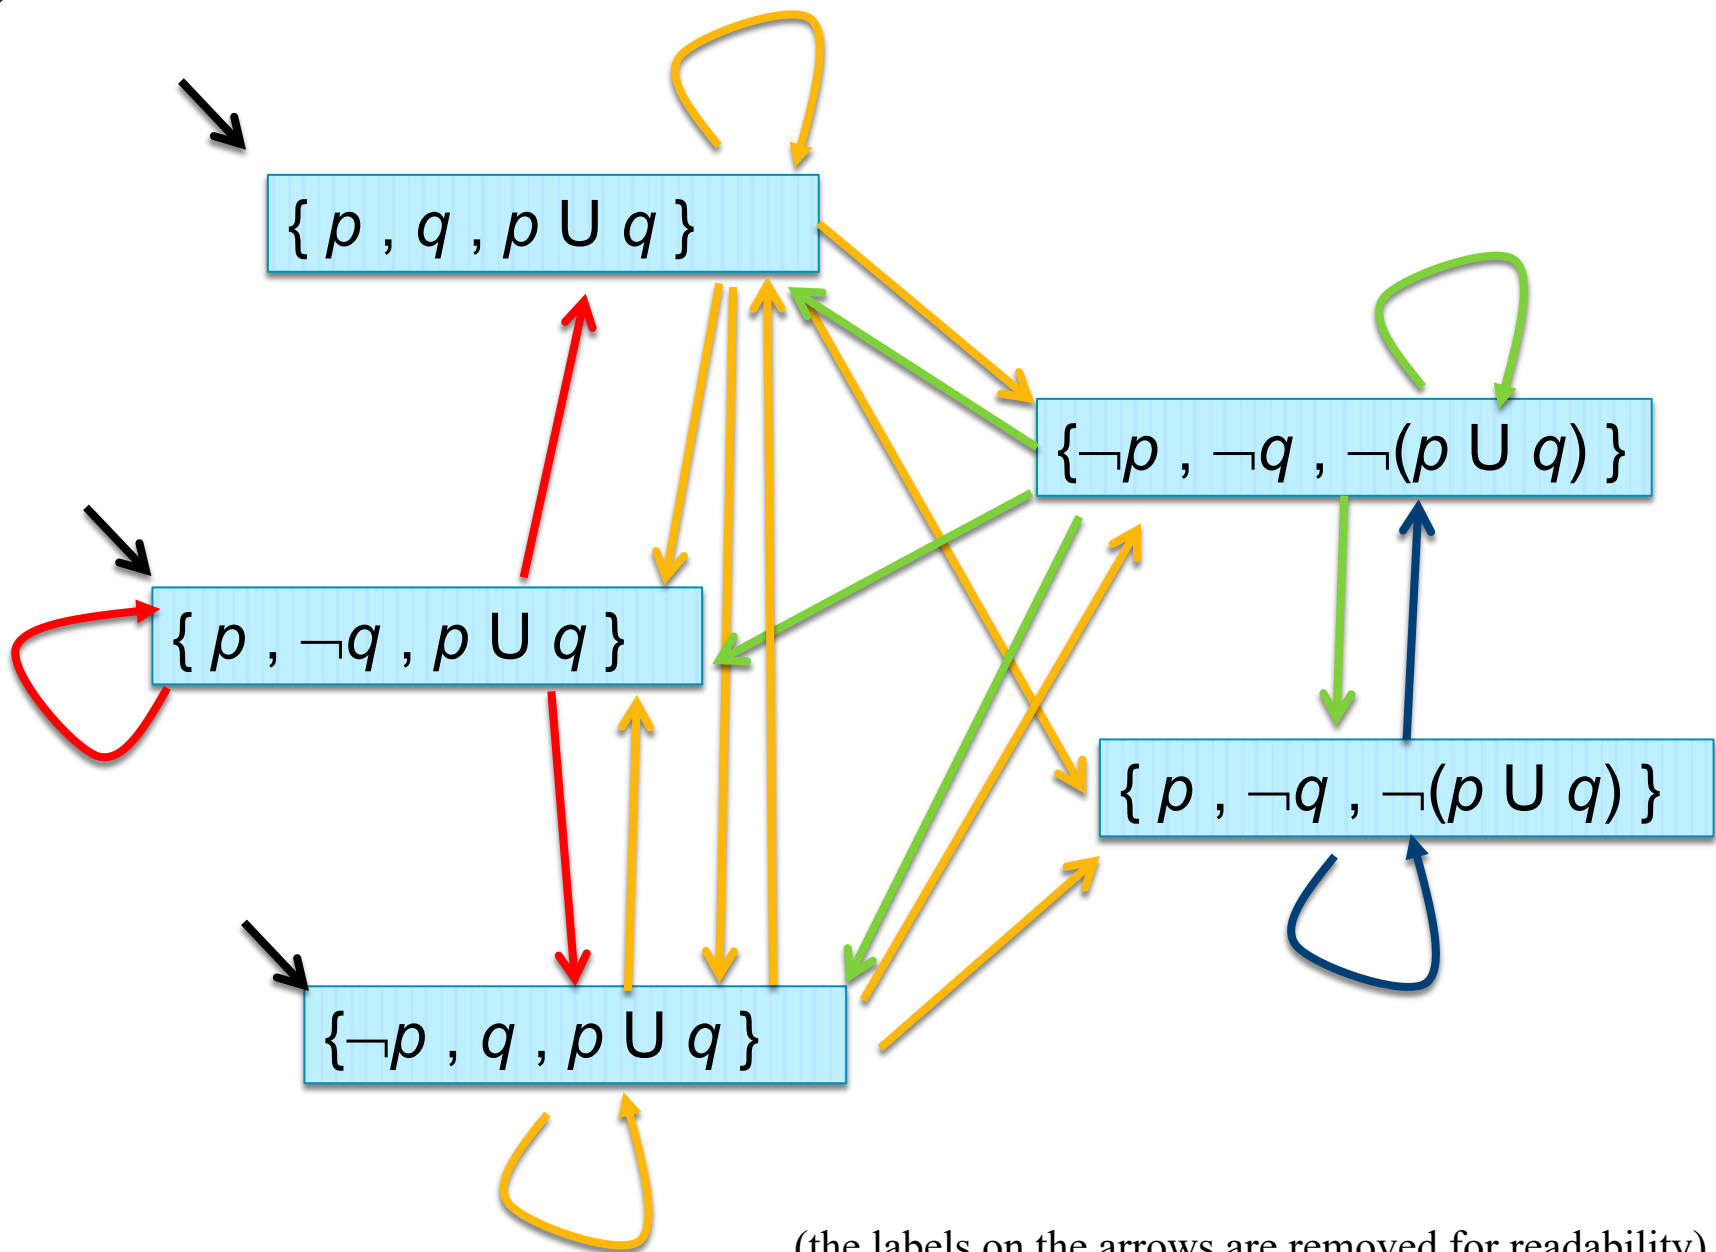 { p , q , p U q }
{¬p , ¬q , ¬(p U q) }
{ p , ¬q , p U q }
{ p , ¬q , ¬(p U q) }
{¬p , q , p U q }
(the labels on the arrows are removed for readability)